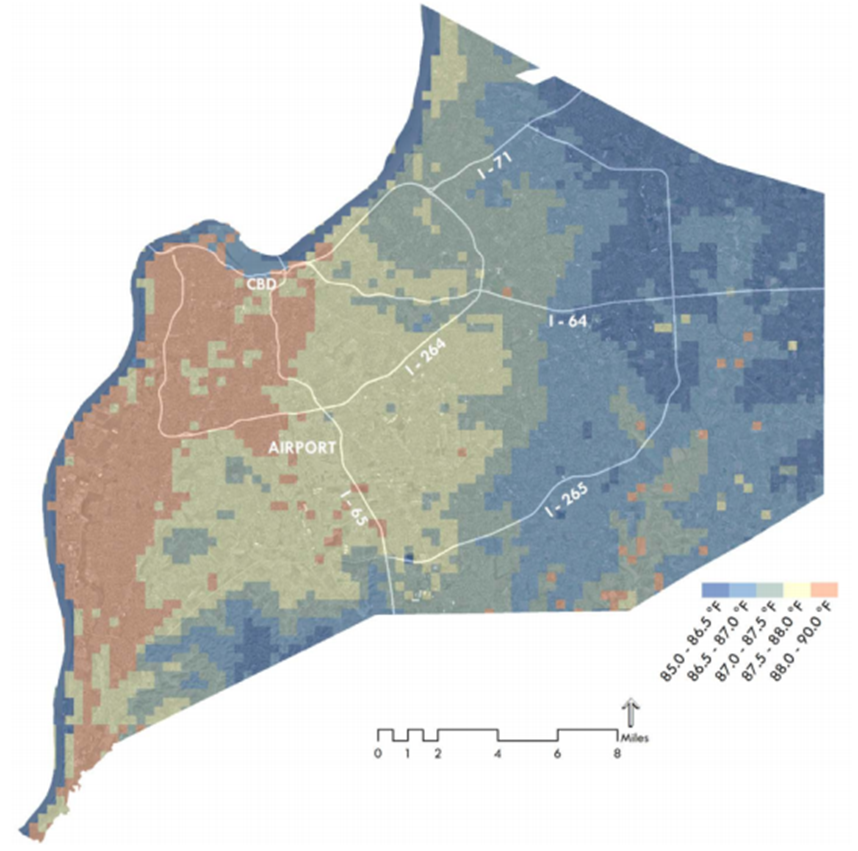 I - 71
CBD
I - 64
I - 264
AIRPORT
I - 65
I - 265
85.0 - 86.5 °F
86.5 - 87.0 °F
87.0 - 87.5 °F
87.5 - 88.0 °F
88.0 - 90.0 °F
Miles
0 1 2 4 6 8